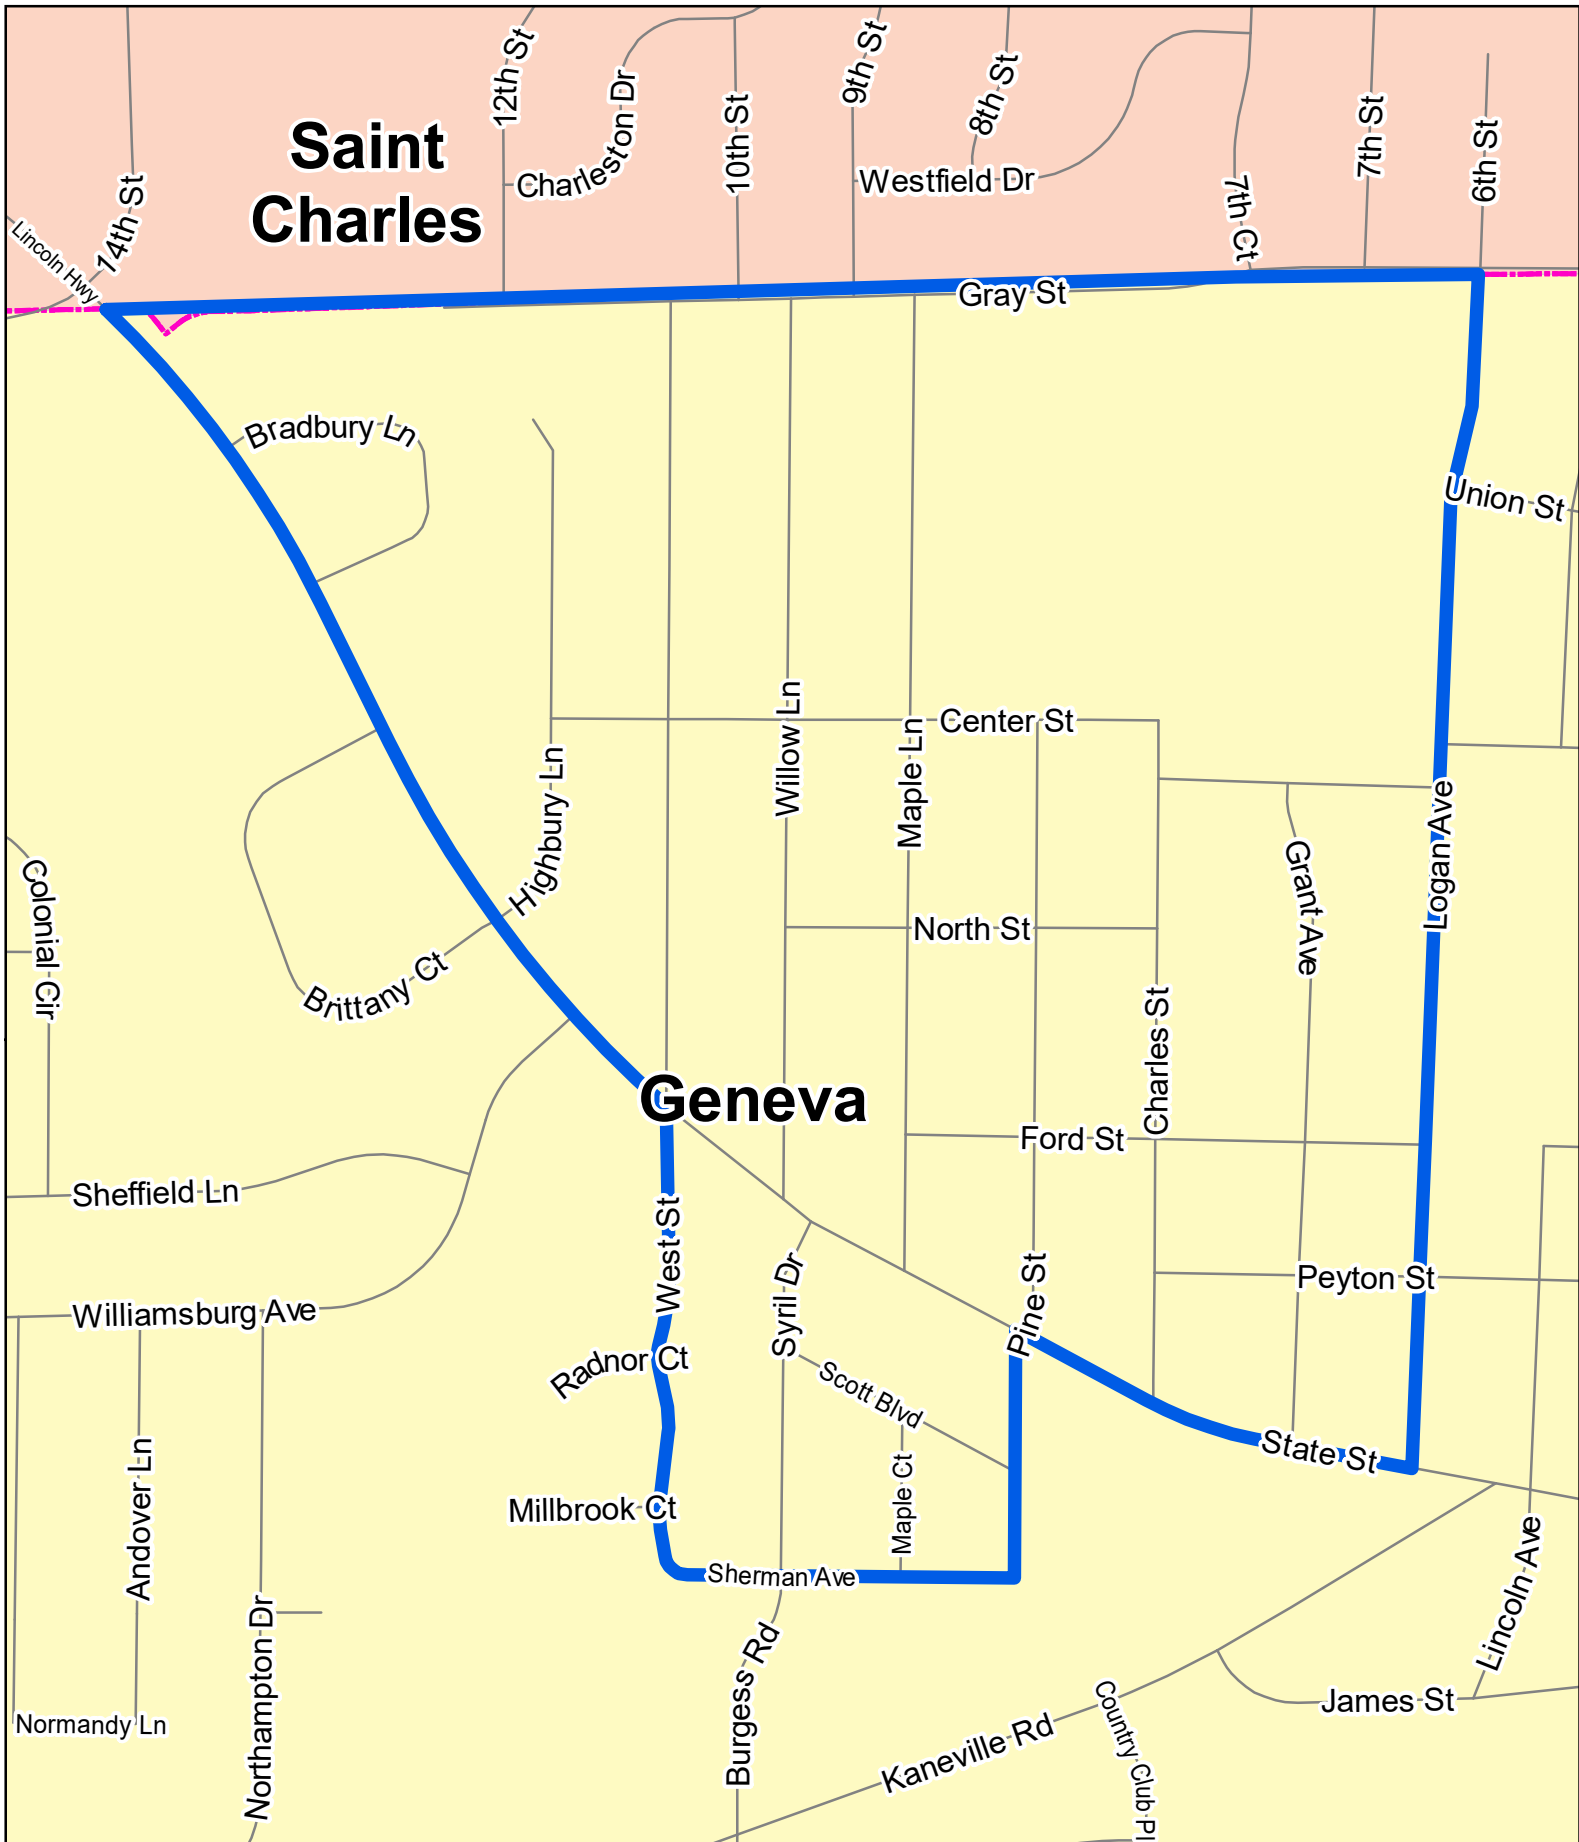 12th St
9th St
8th St
Charleston Dr
10th St
7th St
6th St
Saint
Charles
Westfield Dr
14th St
7th Ct
Lincoln Hwy
Gray St
Bradbury Ln
Union St
Willow Ln
Center St
Maple Ln
Highbury Ln
Logan Ave
Grant Ave
Colonial Cir
North St
Brittany Ct
Charles St
Geneva
Ford St
Sheffield Ln
West St
Syril Dr
Pine St
Peyton St
Williamsburg Ave
Radnor Ct
Scott Blvd
State St
Andover Ln
Maple Ct
Millbrook Ct
Sherman Ave
Lincoln Ave
Northampton Dr
Burgess Rd
Normandy Ln
James St
Kaneville Rd
Country Club Pl